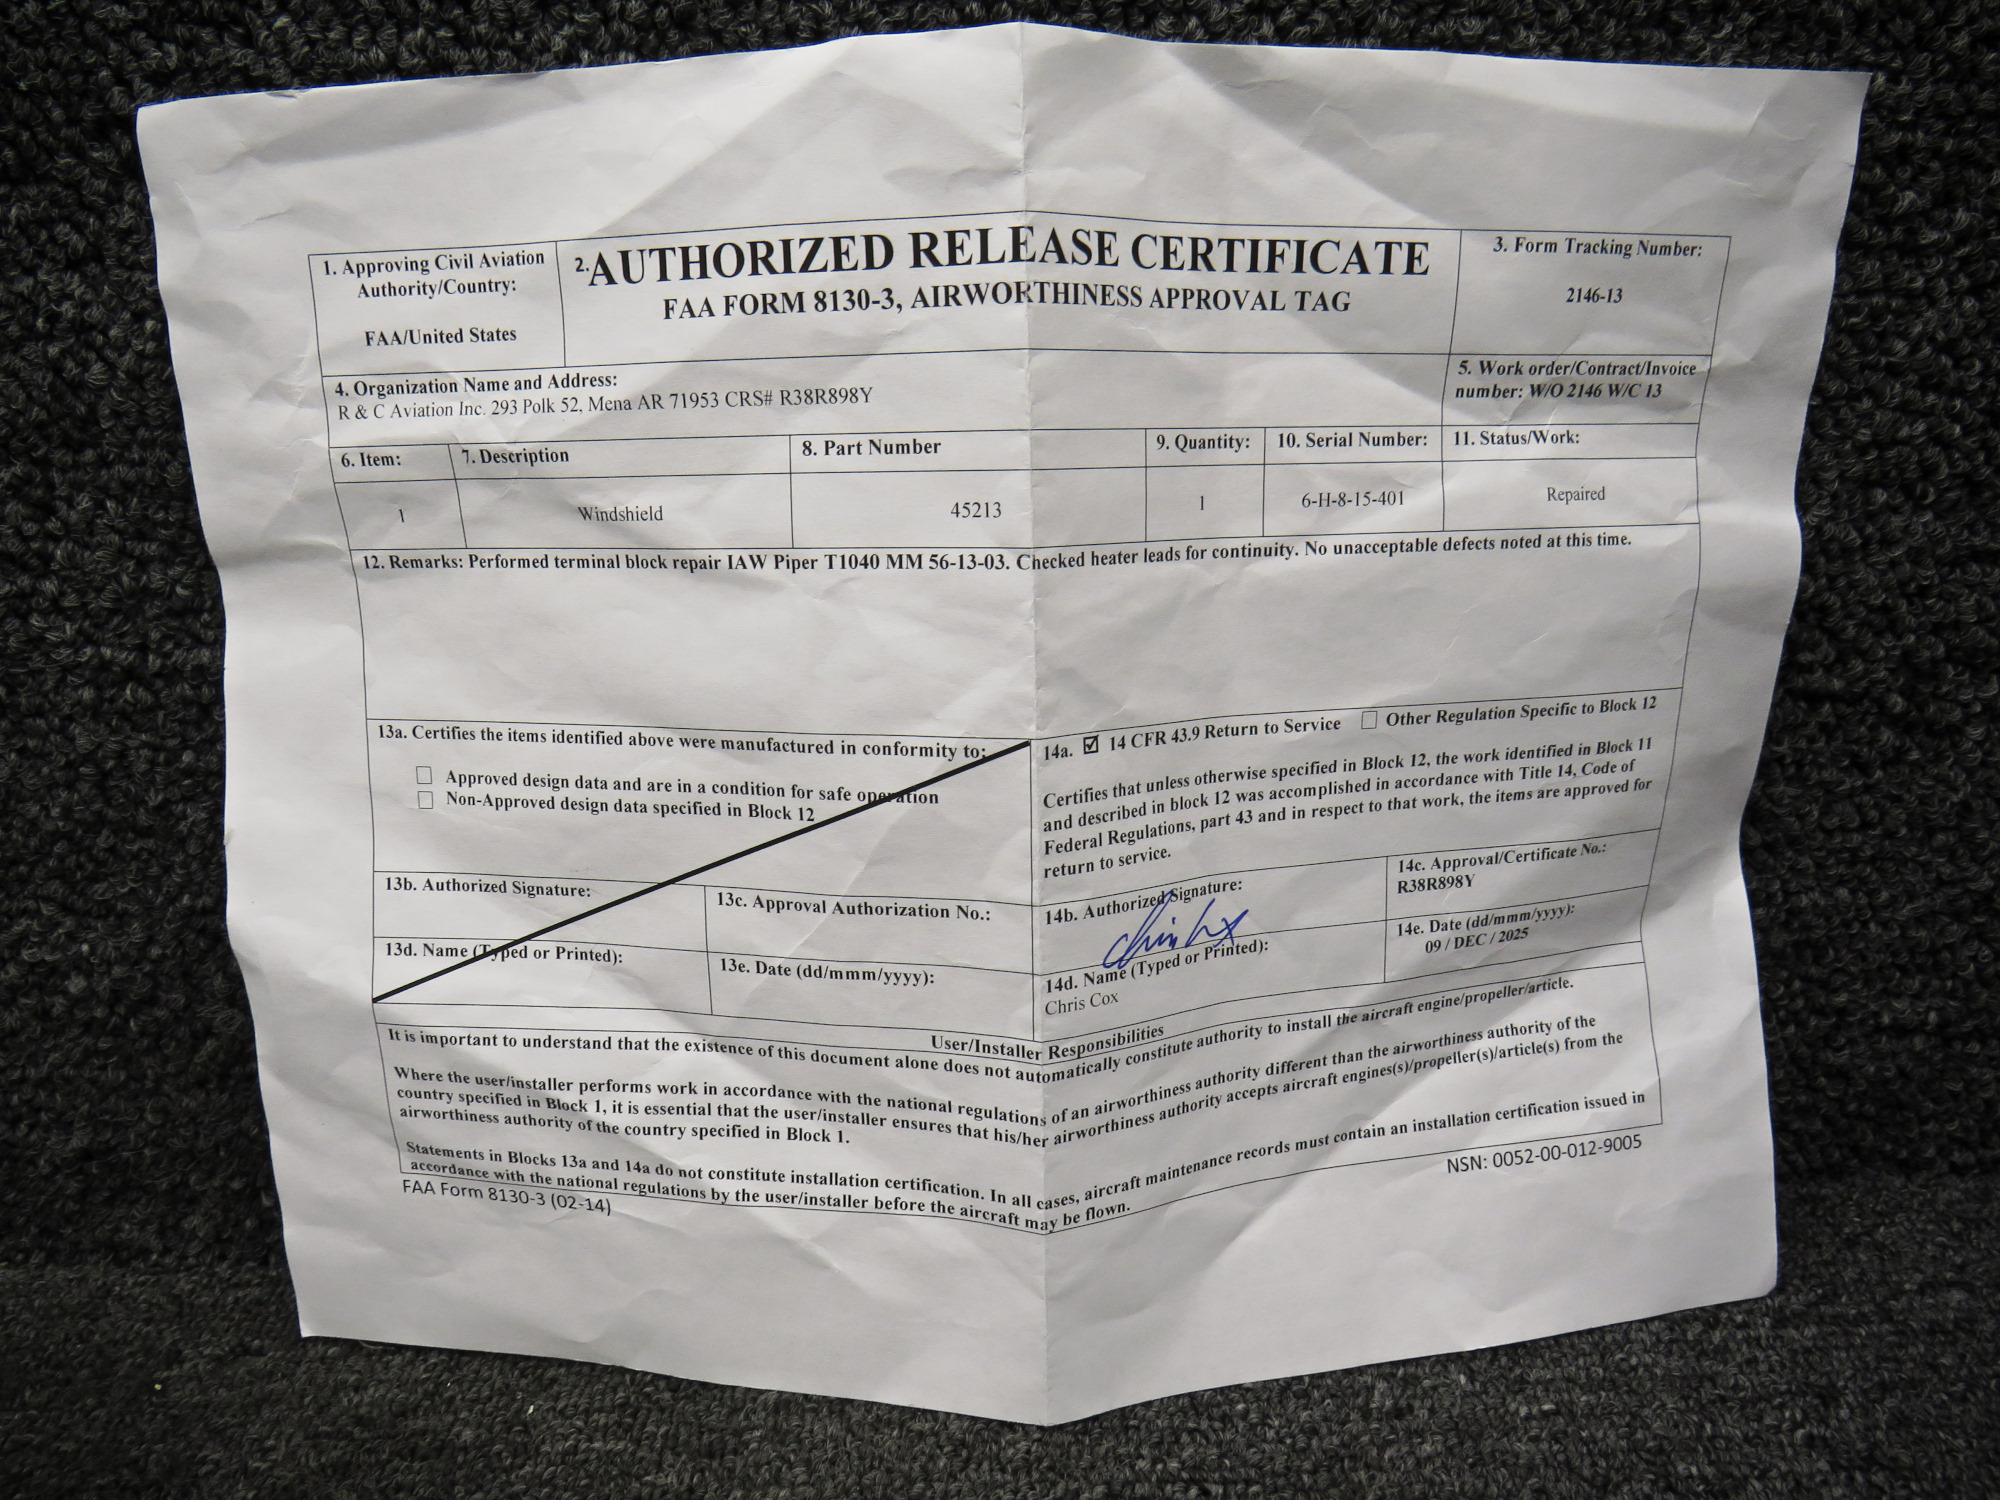 1. Approving Civil Aviation
Authority/Country:
FAA/United States
2. AUTHORIZED RELEASE CERTIFICATE
FAA FORM 8130-3, AIRWORTHINESS APPROVAL TAG
3. Form Tracking Number:
2146-13
4. Organization Name and Address:
R & C Aviation Inc. 293 Polk 52, Mena AR 71953 CRS# R38R898Y
5. Work order/Contract/Invoice
number: W/O 2146 W/C 13
6. Item:
7. Description
8. Part Number
9. Quantity:
10. Serial Number:
11. Status/Work:
1
Windshield
45213
1
6-H-8-15-401
Repaired
12. Remarks: Performed terminal block repair IAW Piper T1040 MM 56-13-03. Checked heater leads for continuity. No unacceptable defects noted at this time.
13a. Certifies the items identified above were manufactured in conformity to:
Approved design data and are in a condition for safe operation
Non-Approved design data specified in Block 12
14a. ☑ 14 CFR 43.9 Return to Service ☐ Other Regulation Specific to Block 12
Certifies that unless otherwise specified in Block 12, the work identified in Block 11
and described in block 12 was accomplished in accordance with Title 14, Code of
Federal Regulations, part 43 and in respect to that work, the items are approved for
return to service.
13b. Authorized Signature:
13c. Approval Authorization No.:
14b. Authorized Signature:
14c. Approval/Certificate No.:
R38R898Y
13d. Name (Typed or Printed):
13e. Date (dd/mmm/yyyy):
14d. Name (Typed or Printed):
Chris Cox
14e. Date (dd/mmm/yyyy):
09 / DEC / 2025
User/Installer Responsibilities
It is important to understand that the existence of this document alone does not automatically constitute authority to install the aircraft engine/propeller/article.
Where the user/installer performs work in accordance with the national regulations of an airworthiness authority different than the airworthiness authority of the
country specified in Block 1, it is essential that the user/installer ensures that his/her airworthiness authority accepts aircraft engines(s)/propeller(s)/article(s) from the
airworthiness authority of the country specified in Block 1.
Statements in Blocks 13a and 14a do not constitute installation certification. In all cases, aircraft maintenance records must contain an installation certification issued in
accordance with the national regulations by the user/installer before the aircraft may be flown.
FAA Form 8130-3 (02-14)
NSN: 0052-00-012-9005